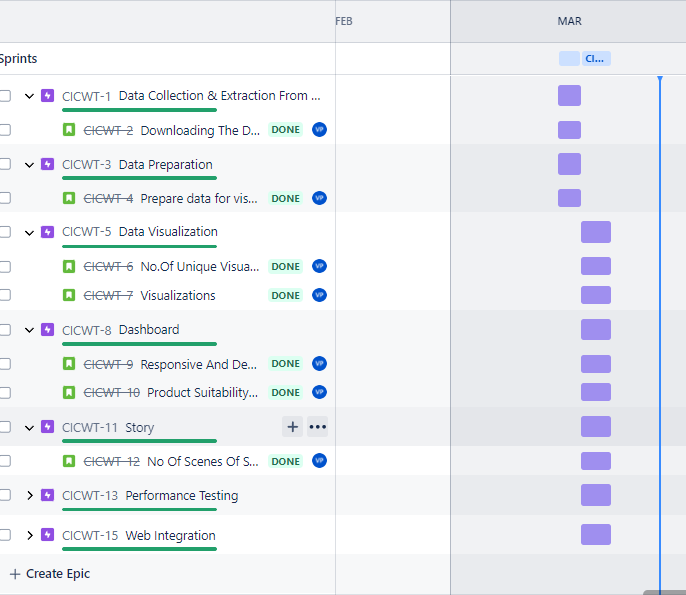 FEB MAR
Sprints
CI...
CICWT-1 Data Collection & Extraction From ...
CICWT-2 Downloading The D... DONE VP
CICWT-3 Data Preparation
CICWT-4 Prepare data for vis... DONE VP
CICWT-5 Data Visualization
CICWT-6 No.Of Unique Visua... DONE VP
CICWT-7 Visualizations DONE VP
CICWT-8 Dashboard
CICWT-9 Responsive And De... DONE VP
CICWT-10 Product Suitability... DONE VP
CICWT-11 Story
CICWT-12 No Of Scenes Of S... DONE VP
CICWT-13 Performance Testing
CICWT-15 Web Integration
+ Create Epic